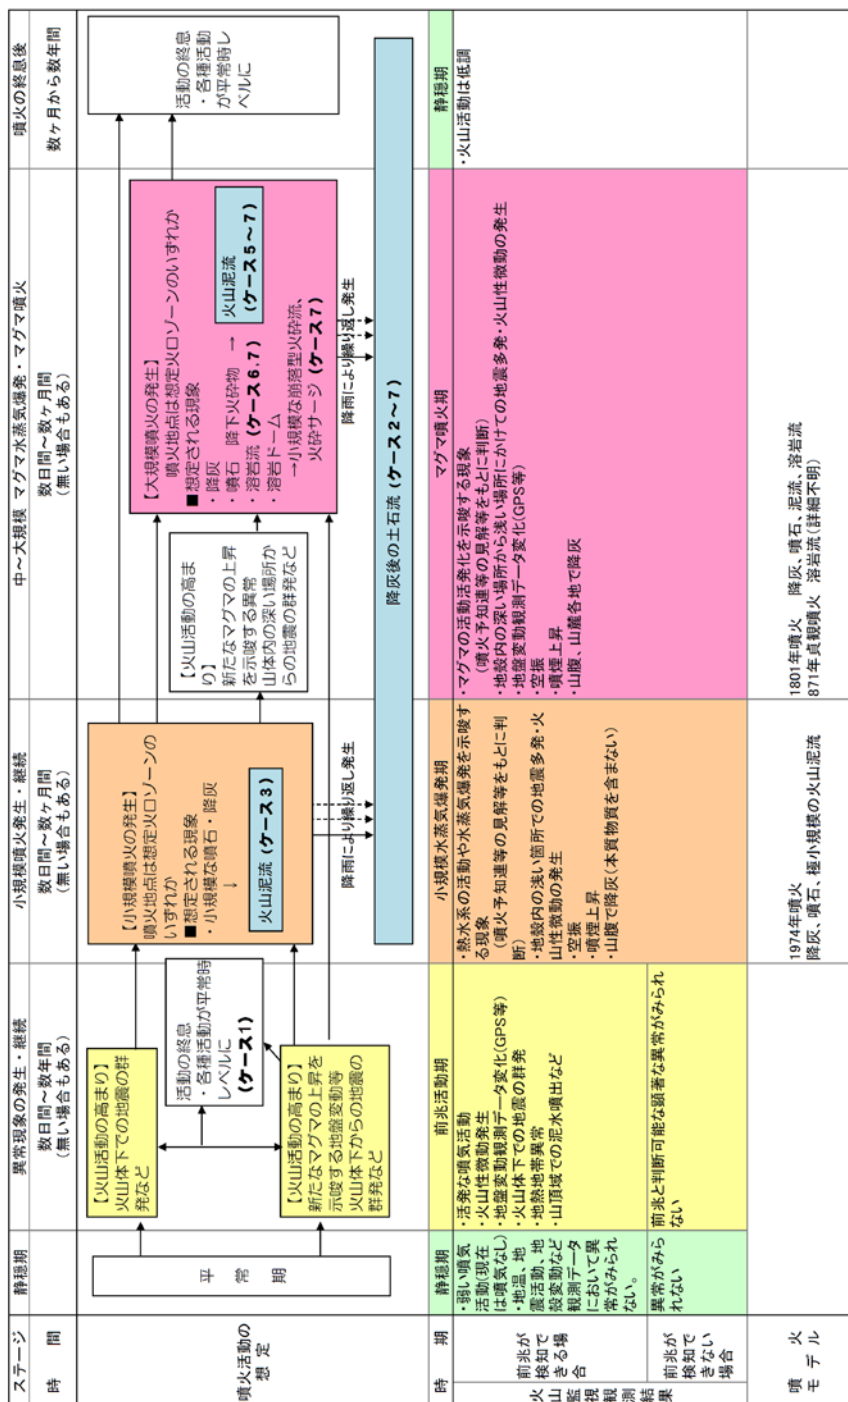 ステージ
静穏期
異常現象の発生・継続
小規模噴火発生・継続
中～大規模 マグマ水蒸気爆発・マグマ噴火
噴火の終息後
時 間
数日間～数年間
(無い場合もある)
数日間～数ヶ月間
(無い場合もある)
数日間～数ヶ月間
(無い場合もある)
数ヶ月から数年間
噴火活動の
想 定
平 常 期
【火山活動の高まり】
火山体下での地震の群
発など
活動の終息
・各種活動が平常時
レベルに
(ケース1)
【火山活動の高まり】
新たなマグマの上昇を
示唆する地盤変動等
火山体下からの地震の
群発など
【小規模噴火の発生】
噴火地点は想定火口ゾーンの
いずれか
■想定される現象
・小規模な噴石・降灰
↓
火山泥流 (ケース3)
降雨により繰り返し発生
【火山活動の高ま
り】
新たなマグマの上昇
を示唆する異常
山体内の深い場所か
らの地震の群発など
【大規模噴火の発生】
噴火地点は想定火口ゾーンのいずれか
■想定される現象
・降灰
・噴石 降下火砕物 →
・溶岩流 (ケース6.7)
・溶岩ドーム
→小規模な崩落型火砕流、
火砕サージ (ケース7)
火山泥流
(ケース5～7)
降雨により繰り返し発生
活動の終息
・各種活動
が平常時レ
ベルに
降灰後の土石流 (ケース2～7)
時 期
静穏期
前兆活動期
小規模水蒸気爆発期
マグマ噴火期
静穏期
火山監視観測結果
前兆が
検知で
きる場
合
・弱い噴気
活動(現在
は噴気なし)
・地温、地
震活動、地
殻変動など
観測データ
において異
常がみられ
ない。
・活発な噴気活動
・火山性微動発生
・地盤変動観測データ変化(GPS等)
・火山体下での地震の群発
・地熱地帯異常
・山頂域での泥水噴出など
・熱水系の活動や水蒸気爆発を示唆す
る現象
(噴火予知連等の見解等をもとに判
断)
・地殻内の浅い箇所での地震多発・火
山性微動の発生
・空振
・噴煙上昇
・山腹で降灰(本質物質を含まない)
・マグマの活動活発化を示唆する現象
(噴火予知連等の見解等をもとに判断)
・地殻内の深い場所から浅い場所にかけての地震多発・火山性微動の発生
・地盤変動観測データ変化(GPS等)
・空振
・噴煙上昇
・山腹、山麓各地で降灰
・火山活動は低調
前兆が
検知で
きない
場合
異常がみら
れない
前兆と判断可能な顕著な異常がみられ
ない
噴 火
モ デ ル
1974年噴火
降灰、噴石、極小規模の火山泥流
1801年噴火 降灰、噴石、泥流、溶岩流
871年貞観噴火 溶岩流(詳細不明)